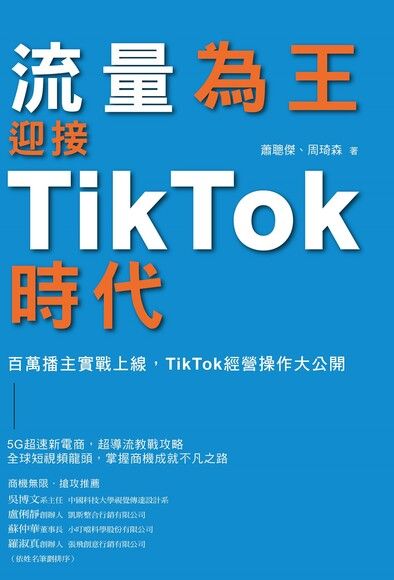 流量為王
迎接
蕭聰傑、周琦森 著
TikTok
時代
百萬播主實戰上線，TikTok經營操作大公開
5G超速新電商，超導流教戰攻略
全球短視頻龍頭，掌握商機成就不凡之路
商機無限．搶攻推薦
吳博文系主任 中國科技大學視覺傳達設計系
盧俐靜創辦人 凱斯整合行銷有限公司
蘇仲華董事長 小叮噹科學股份有限公司
羅淑真創辦人 張飛創意行銷有限公司
（依姓名筆劃排序）